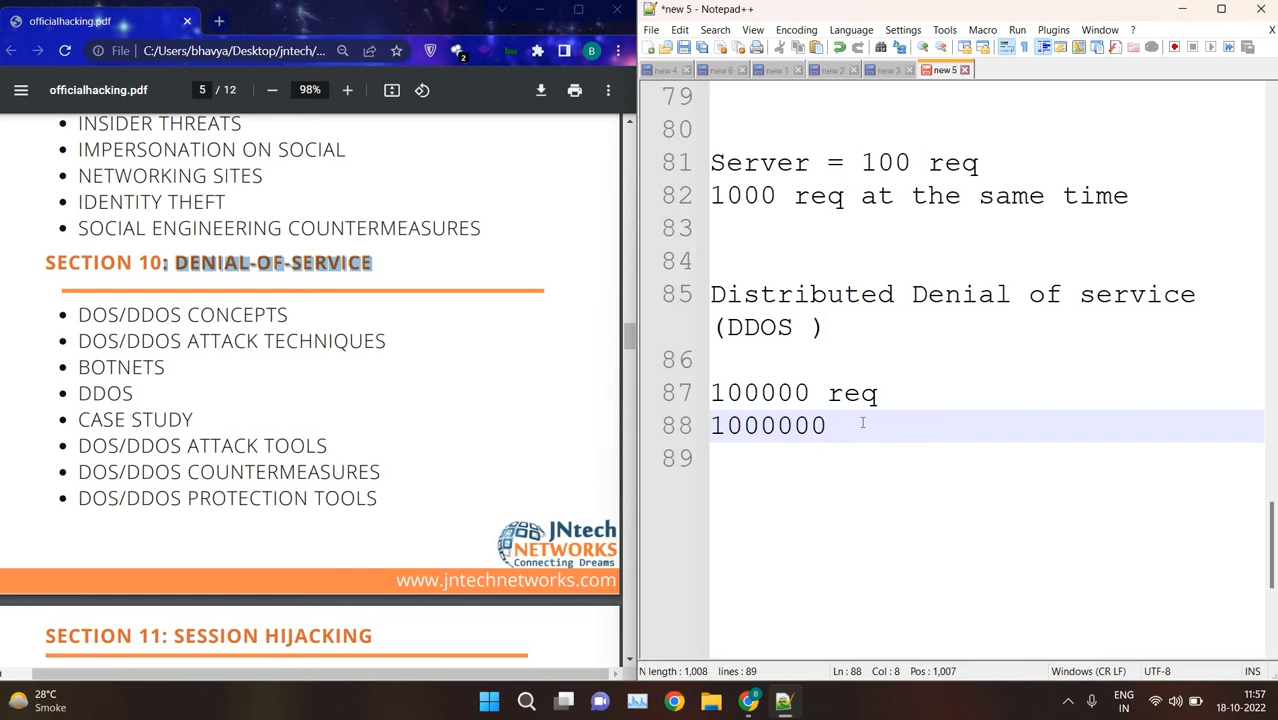 officialhacking.pdf
File
C:/Users/bhavya/Desktop/jntech/...
2
B
officialhacking.pdf
5 / 12
98%
INSIDER THREATS
IMPERSONATION ON SOCIAL
NETWORKING SITES
IDENTITY THEFT
SOCIAL ENGINEERING COUNTERMEASURES
SECTION 10: DENIAL-OF-SERVICE
DOS/DDOS CONCEPTS
DOS/DDOS ATTACK TECHNIQUES
BOTNETS
DDOS
CASE STUDY
DOS/DDOS ATTACK TOOLS
DOS/DDOS COUNTERMEASURES
DOS/DDOS PROTECTION TOOLS
JNtech
NETWORKS
Connecting Dreams
www.jntechnetworks.com
SECTION 11: SESSION HIJACKING
*new 5 - Notepad++
File Edit Search View Encoding Language Settings Tools Macro Run Plugins Window ?
new 4 new 6 new 1 new 2 new 3 new 5
79
80
81 Server = 100 req
82 1000 req at the same time
83
84
85 Distributed Denial of service
(DDOS )
86
87 100000 req
88 1000000
89
N length : 1,008 lines : 89 Ln : 88 Col : 8 Pos : 1,007 Windows (CR LF) UTF-8 INS
28°C
Smoke
B
ENG
IN
11:57
18-10-2022